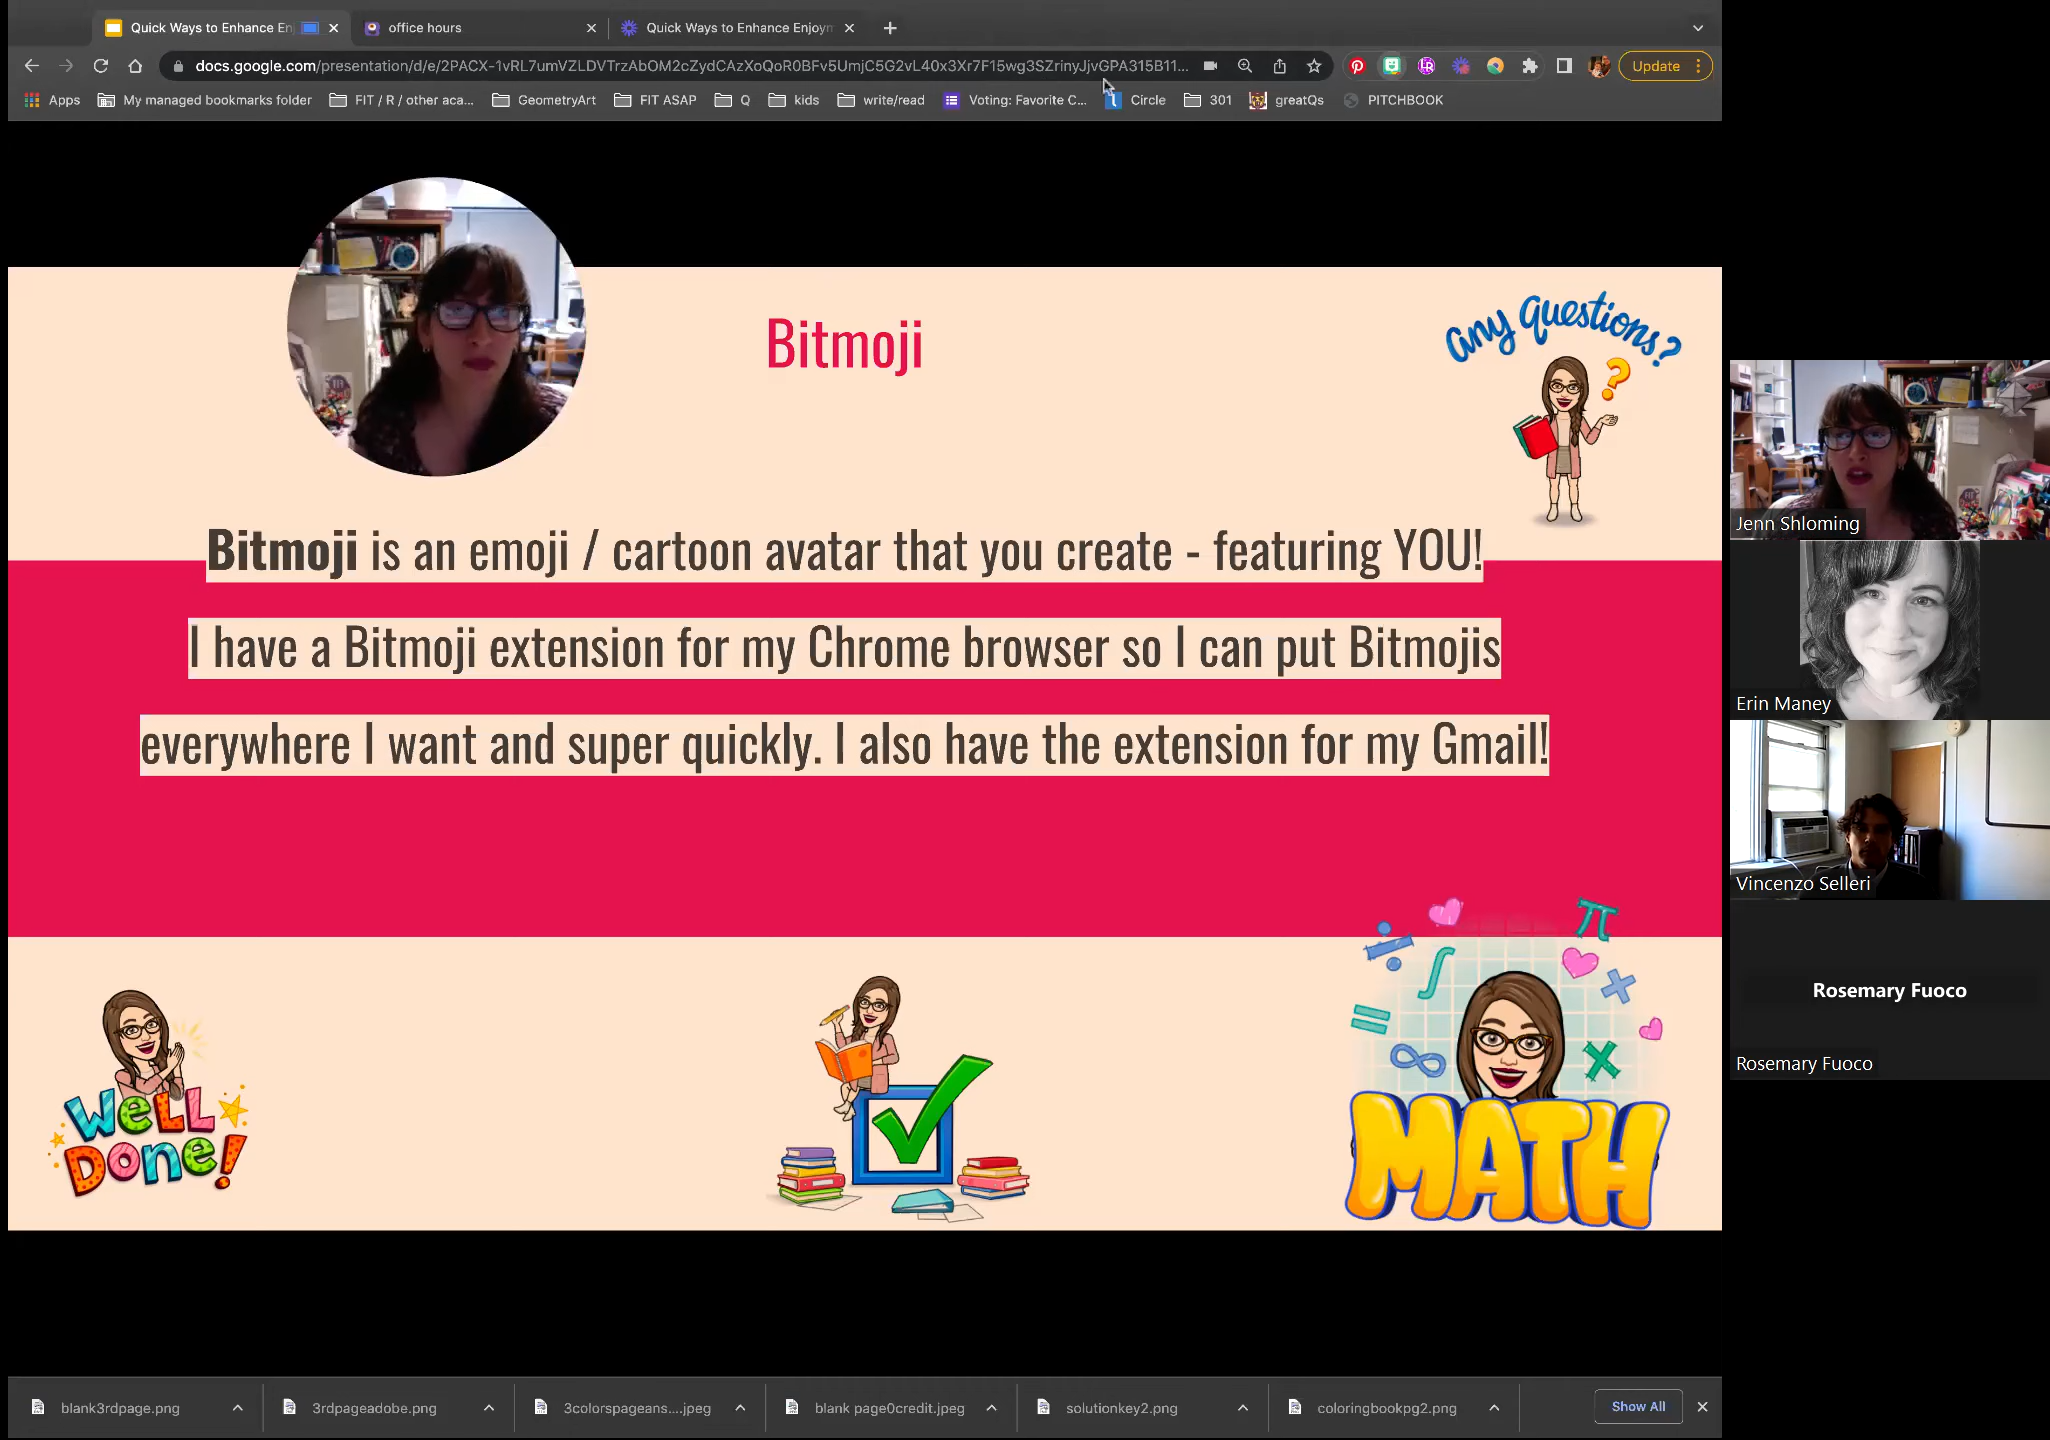 Quick Ways to Enhance En
office hours
Quick Ways to Enhance Enjoym
docs.google.com/presentation/d/e/2PACX-1vRL7umVZLDVTrzAbOM2cZydCAzXoQoR0BFv5UmjC5G2vL40x3Xr7F15wg3SZrinyJjvGPA315B11...
Update
Apps
My managed bookmarks folder
FIT / R / other aca...
GeometryArt
FIT ASAP
Q
kids
write/read
Voting: Favorite C...
Circle
301
greatQs
PITCHBOOK
Bitmoji
any questions?
?
Bitmoji is an emoji / cartoon avatar that you create - featuring YOU!
I have a Bitmoji extension for my Chrome browser so I can put Bitmojis
everywhere I want and super quickly. I also have the extension for my Gmail!
WELL
DONE!
÷ ∫ π × = ∞ ×
MATH
Jenn Shloming
Erin Maney
Vincenzo Selleri
Rosemary Fuoco
Rosemary Fuoco
blank3rdpage.png
3rdpageadobe.png
3colorspageans....jpeg
blank page0credit.jpeg
solutionkey2.png
coloringbookpg2.png
Show All